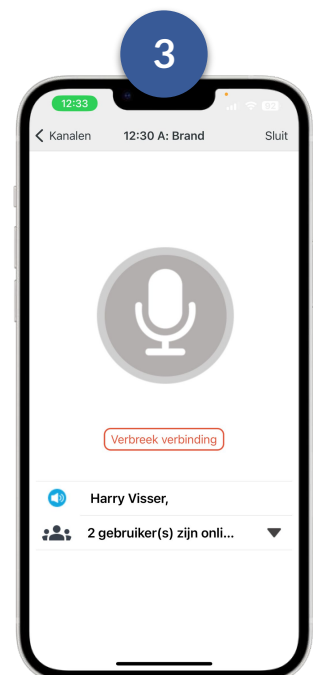 3
12:33
Kanalen 12:30 A: Brand Sluit
Verbreek verbinding
Harry Visser,
2 gebruiker(s) zijn onli...